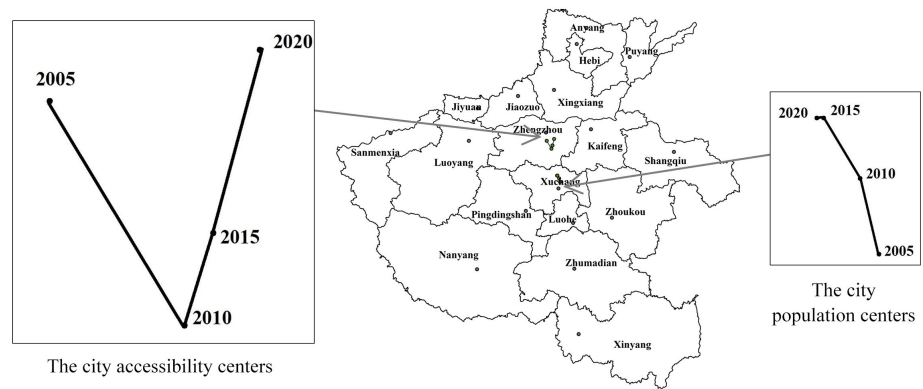 2020
2005
2015
2010
The city accessibility centers
Anyang
Puyang
Hebi
Jiyuan
Jiaozuo
Xingxiang
Zhengzhou
Kaifeng
Sanmenxia
Luoyang
Shangqiu
Xuchang
Pingdingshan
Luohe
Zhoukou
Nanyang
Zhumadian
Xinyang
2020 2015
2010
2005
The city
population centers